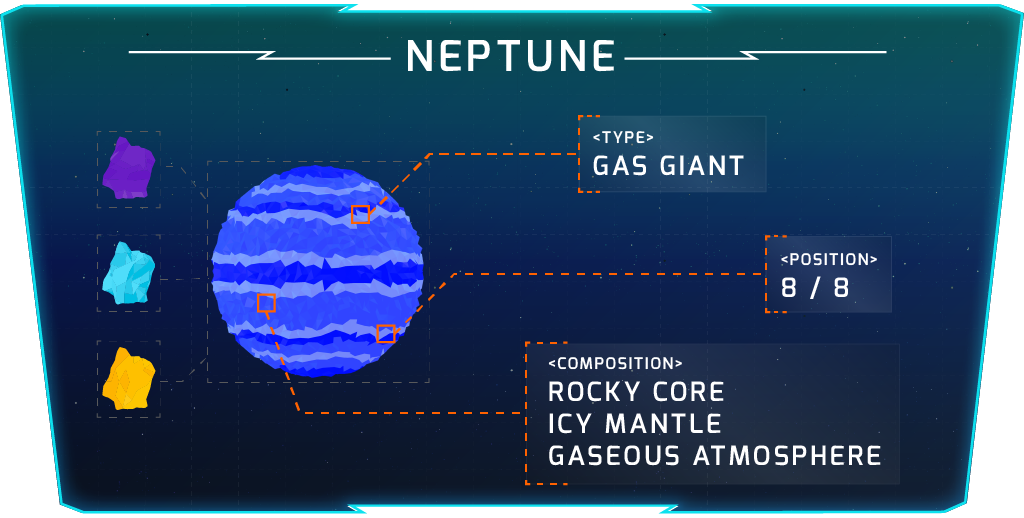 NEPTUNE
<TYPE>
GAS GIANT
<POSITION>
8 / 8
<COMPOSITION>
ROCKY CORE
ICY MANTLE
GASEOUS ATMOSPHERE